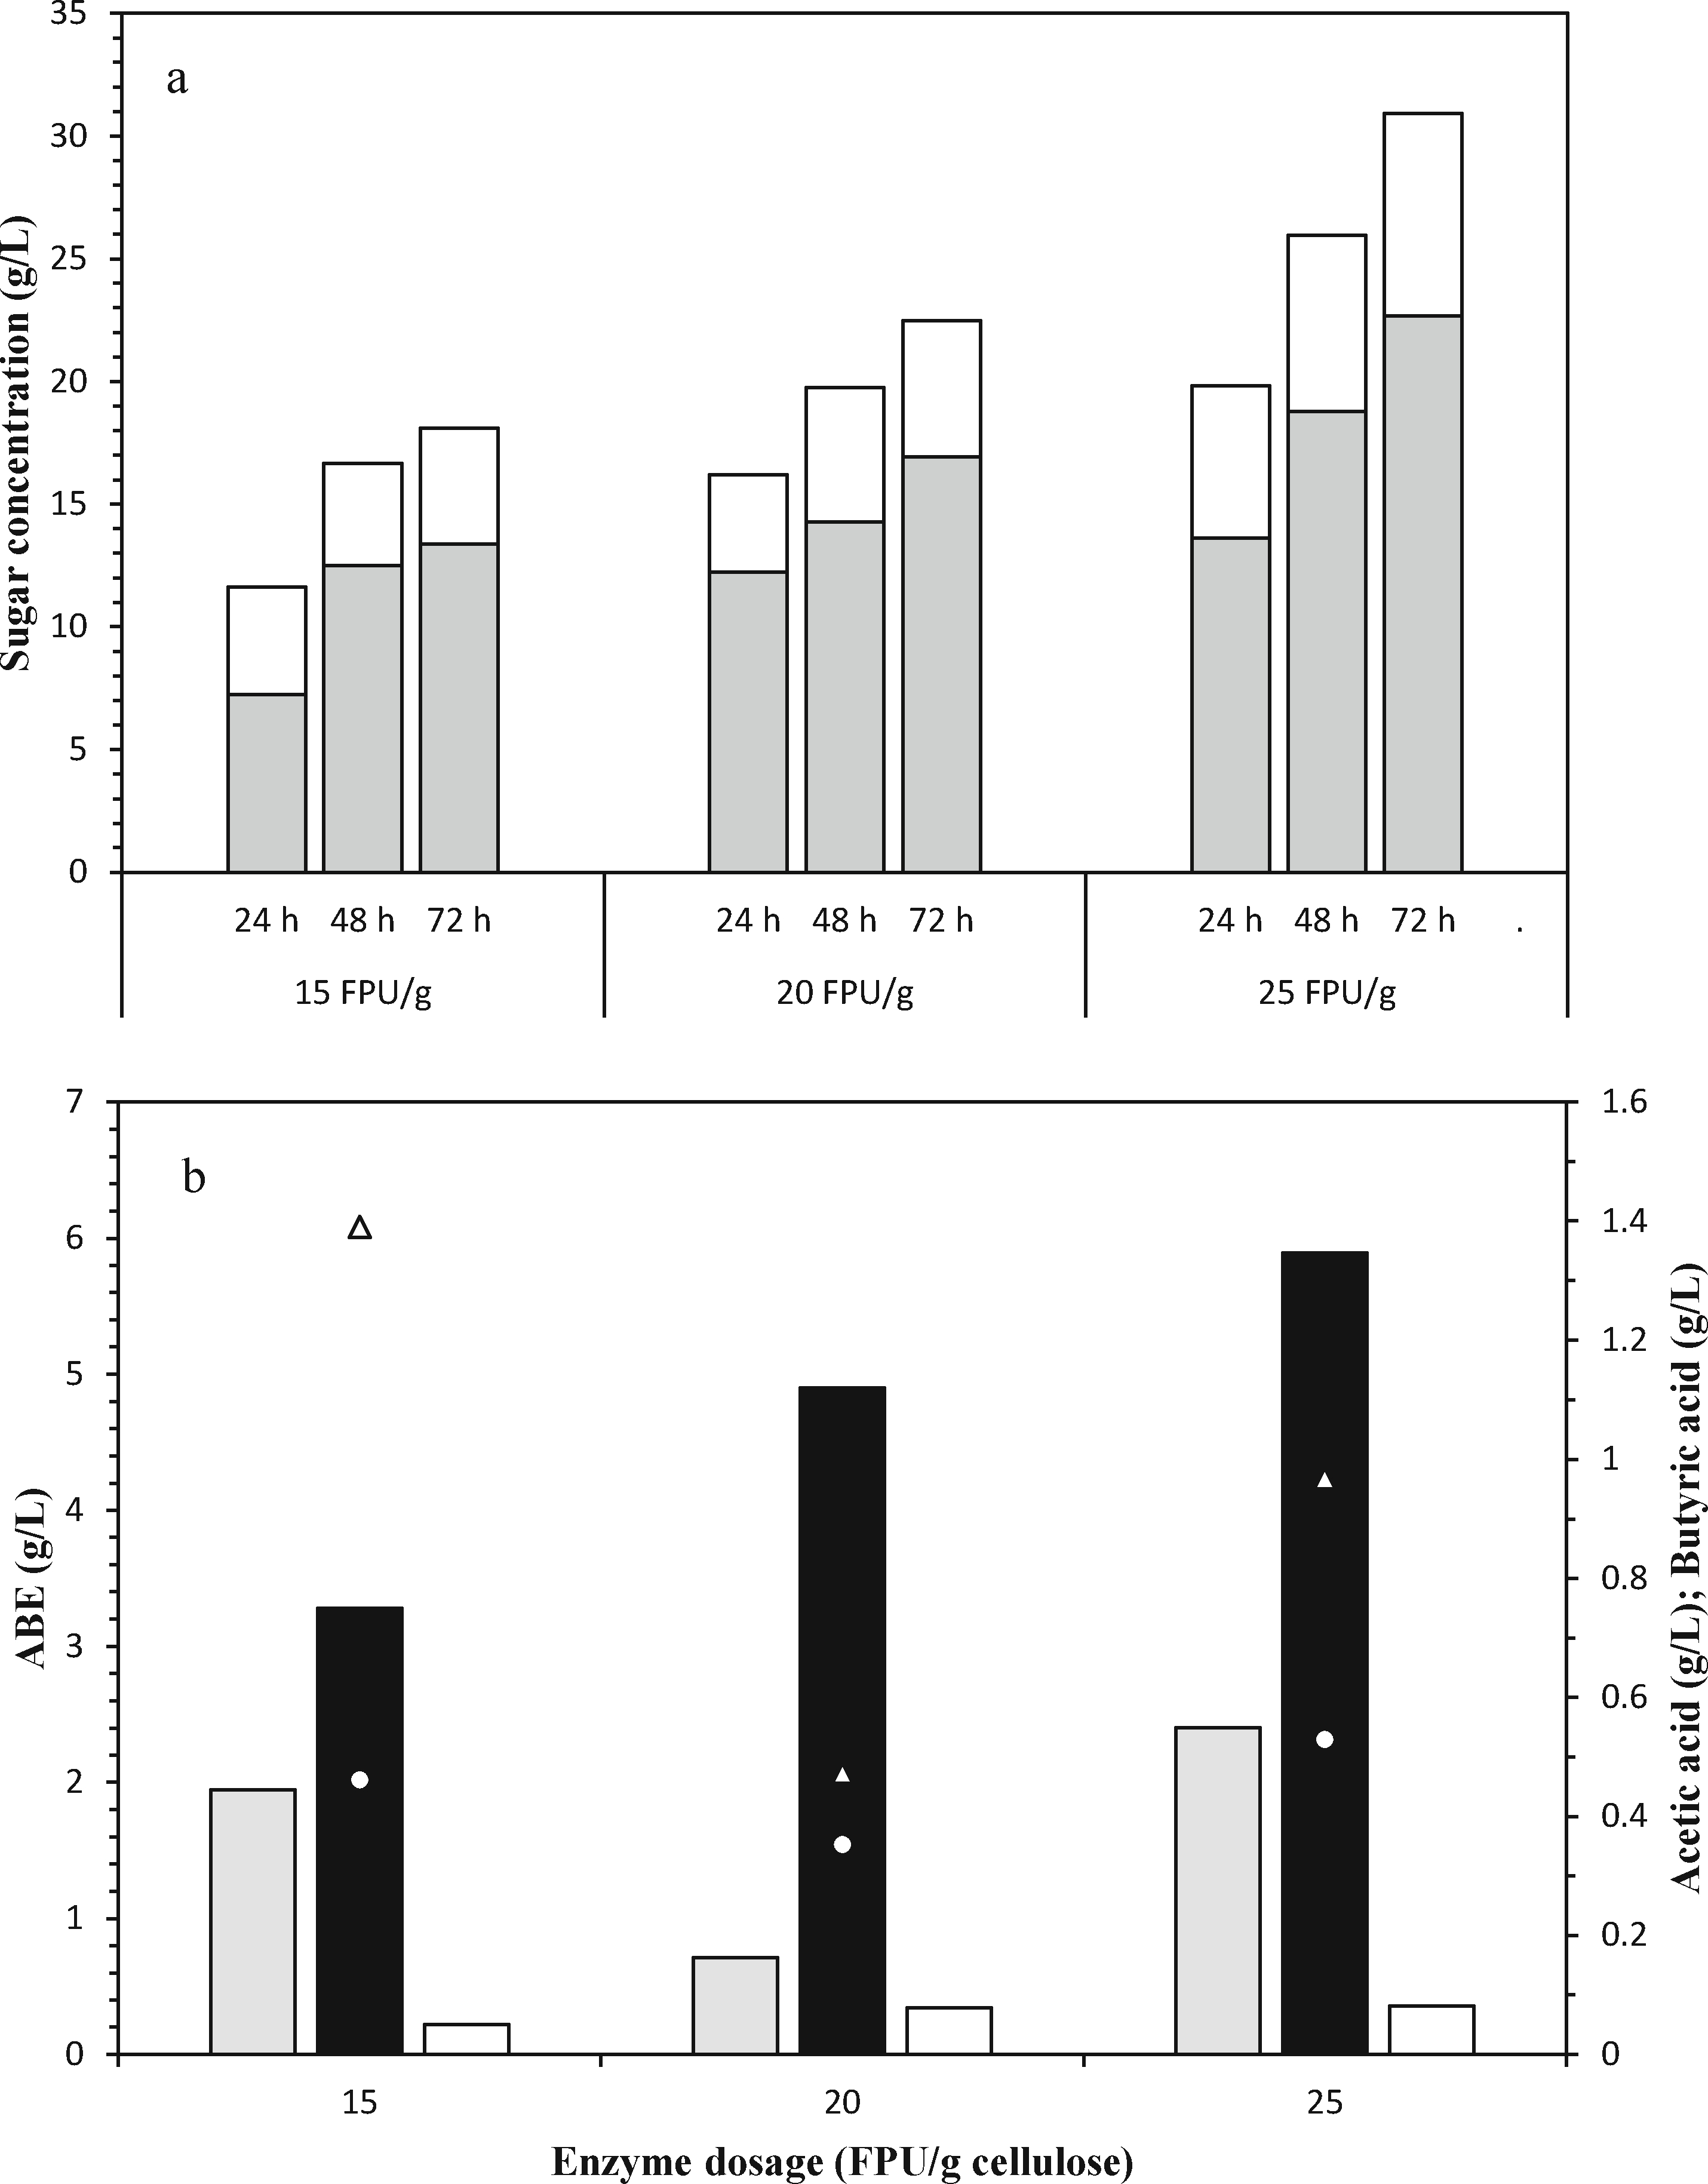 35
a
30
25
20
15
10
5
0
Sugar concentration (g/L)
24 h 48 h 72 h 24 h 48 h 72 h 24 h 48 h 72 h .
15 FPU/g 20 FPU/g 25 FPU/g
7
6
5
4
3
2
1
0
ABE (g/L)
b
1.6
1.4
1.2
1
0.8
0.6
0.4
0.2
0
Acetic acid (g/L); Butyric acid (g/L)
15 20 25
Enzyme dosage (FPU/g cellulose)